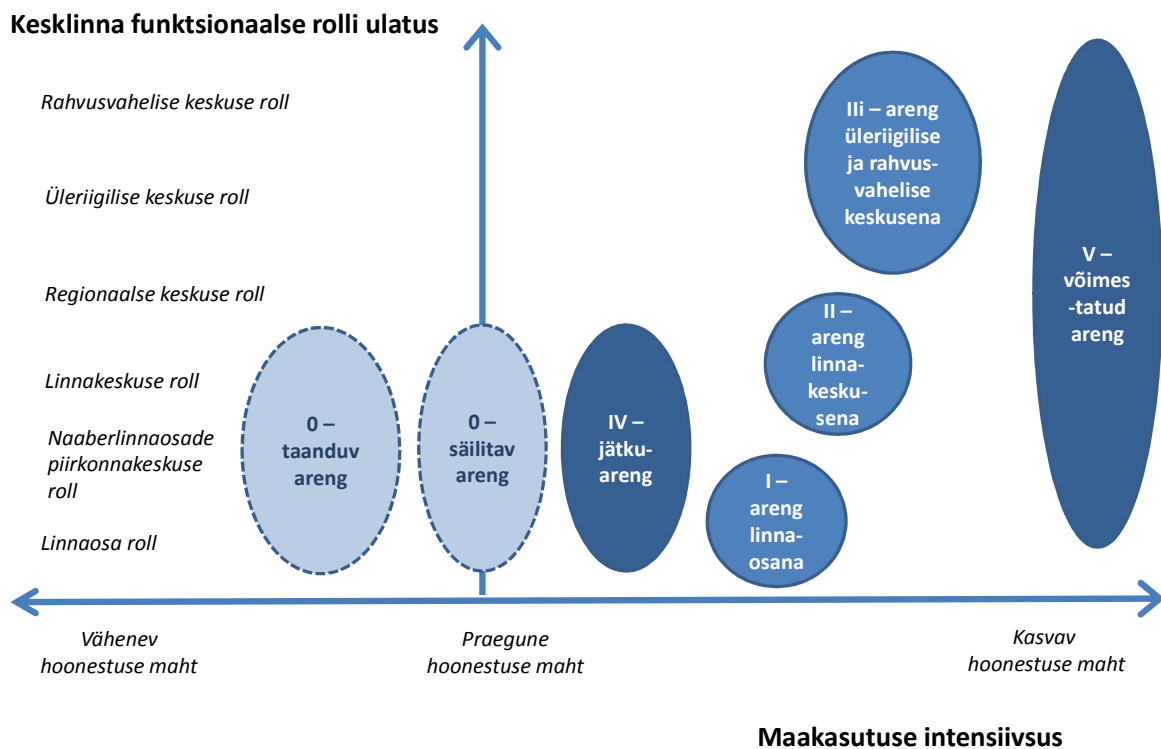 Kesklinna funktsionaalse rolli ulatus
Rahvusvahelise keskuse roll
Üleriigilise keskuse roll
Regionaalse keskuse roll
Linnakeskuse roll
Naaberlinnaosade
piirkonnakeskuse
roll
Linnaosa roll
0 –
taanduv
areng
0 –
säilitav
areng
IV –
jätku-
areng
I –
areng
linna-
osana
II –
areng
linna-
kesku-
sena
IIi – areng
üleriigilise
ja rahvus-
vahelise
keskusena
V –
võimes
-tatud
areng
Vähenev
hoonestuse maht
Praegune
hoonestuse maht
Kasvav
hoonestuse maht
Maakasutuse intensiivsus